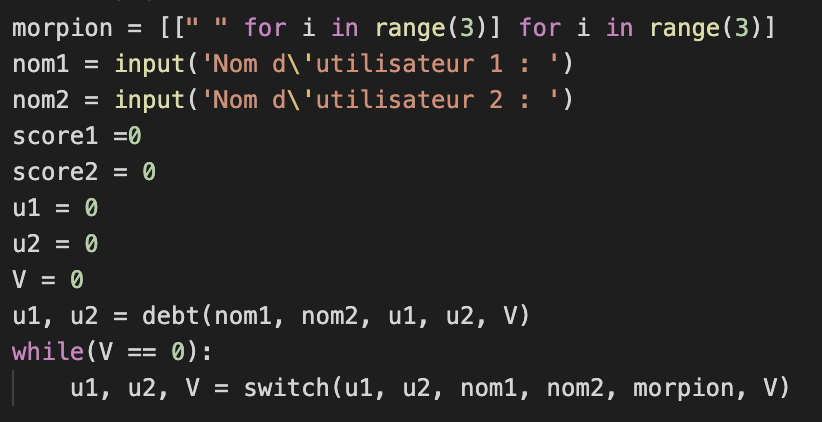 morpion = [[" " for i in range(3)] for i in range(3)]
nom1 = input('Nom d\'utilisateur 1 : ')
nom2 = input('Nom d\'utilisateur 2 : ')
score1 =0
score2 = 0
u1 = 0
u2 = 0
V = 0
u1, u2 = debt(nom1, nom2, u1, u2, V)
while(V == 0):
    u1, u2, V = switch(u1, u2, nom1, nom2, morpion, V)